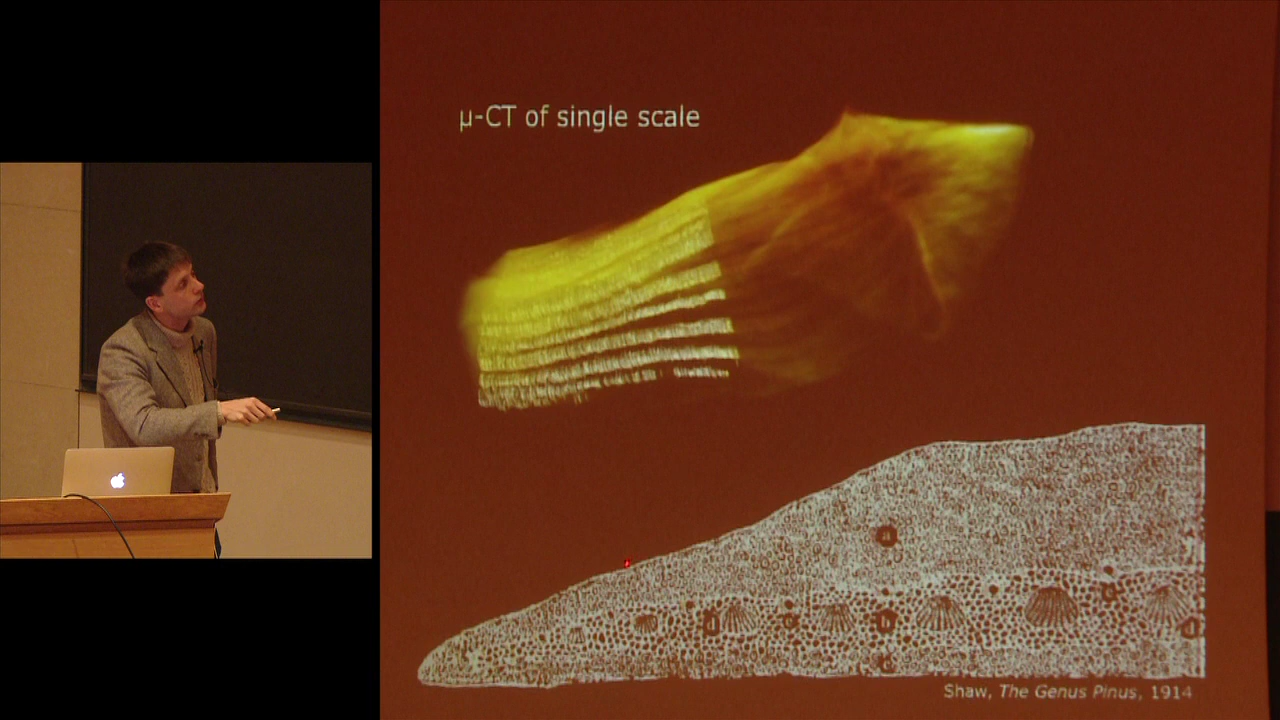 μ-CT of single scale
a
d
c
b
c
c
d
Shaw, The Genus Pinus, 1914